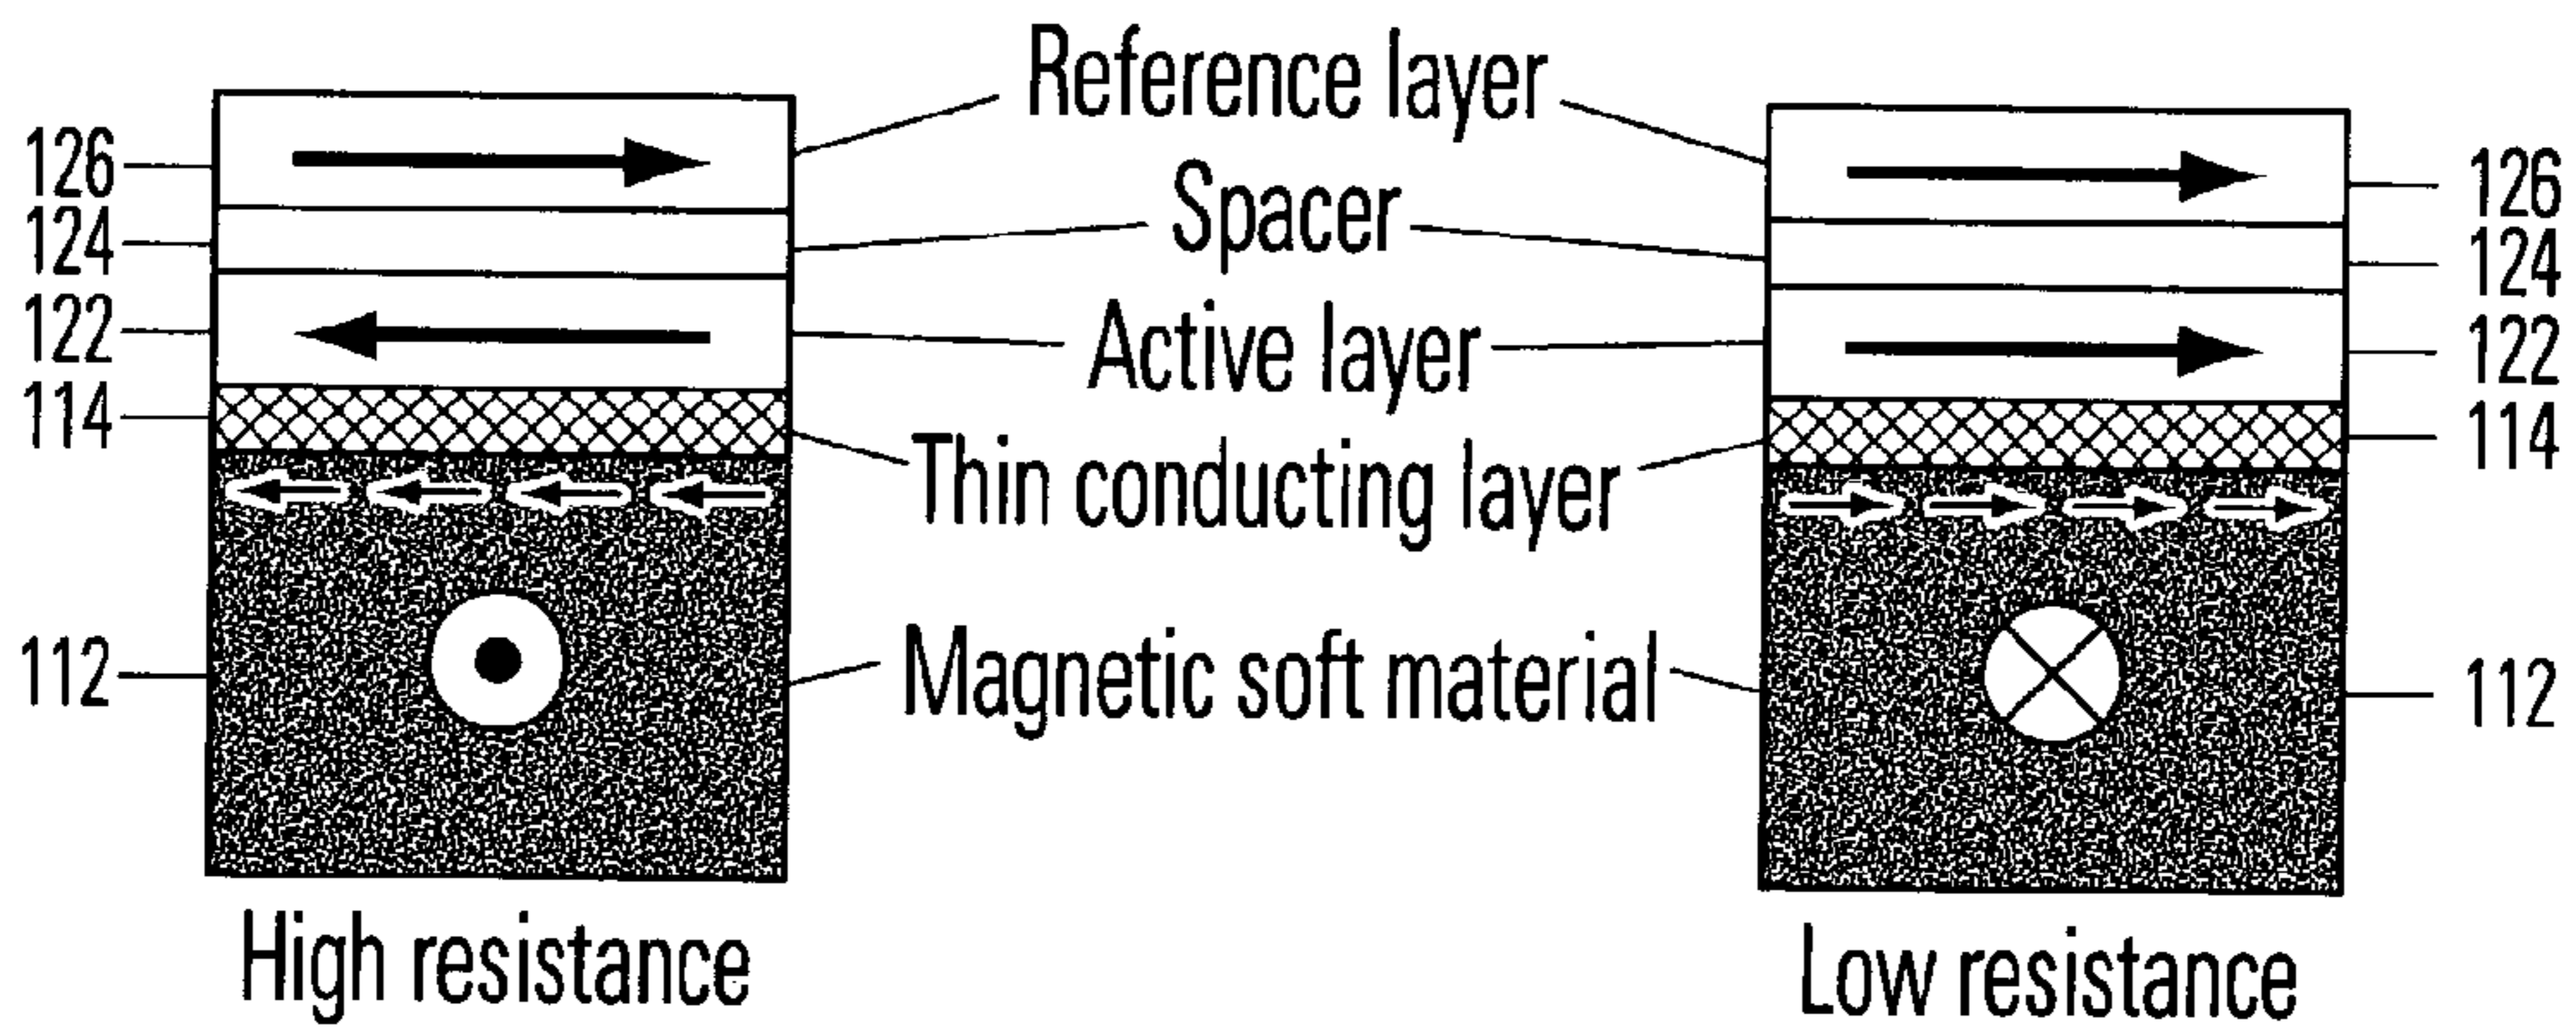 Reference layer
126 126
Spacer
124 124
Active layer
122 122
114 114
Thin conducting layer
112 Magnetic soft material 112
High resistance Low resistance